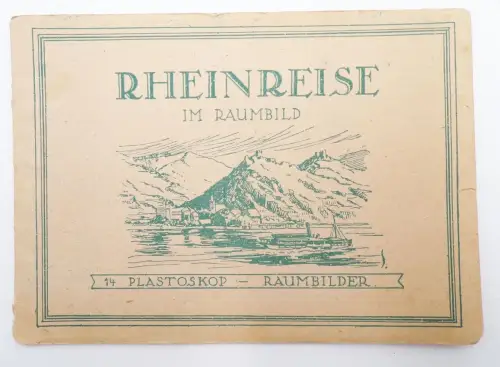 RHEINREISE
IM RAUMBILD
14 PLASTOSKOP — RAUMBILDER